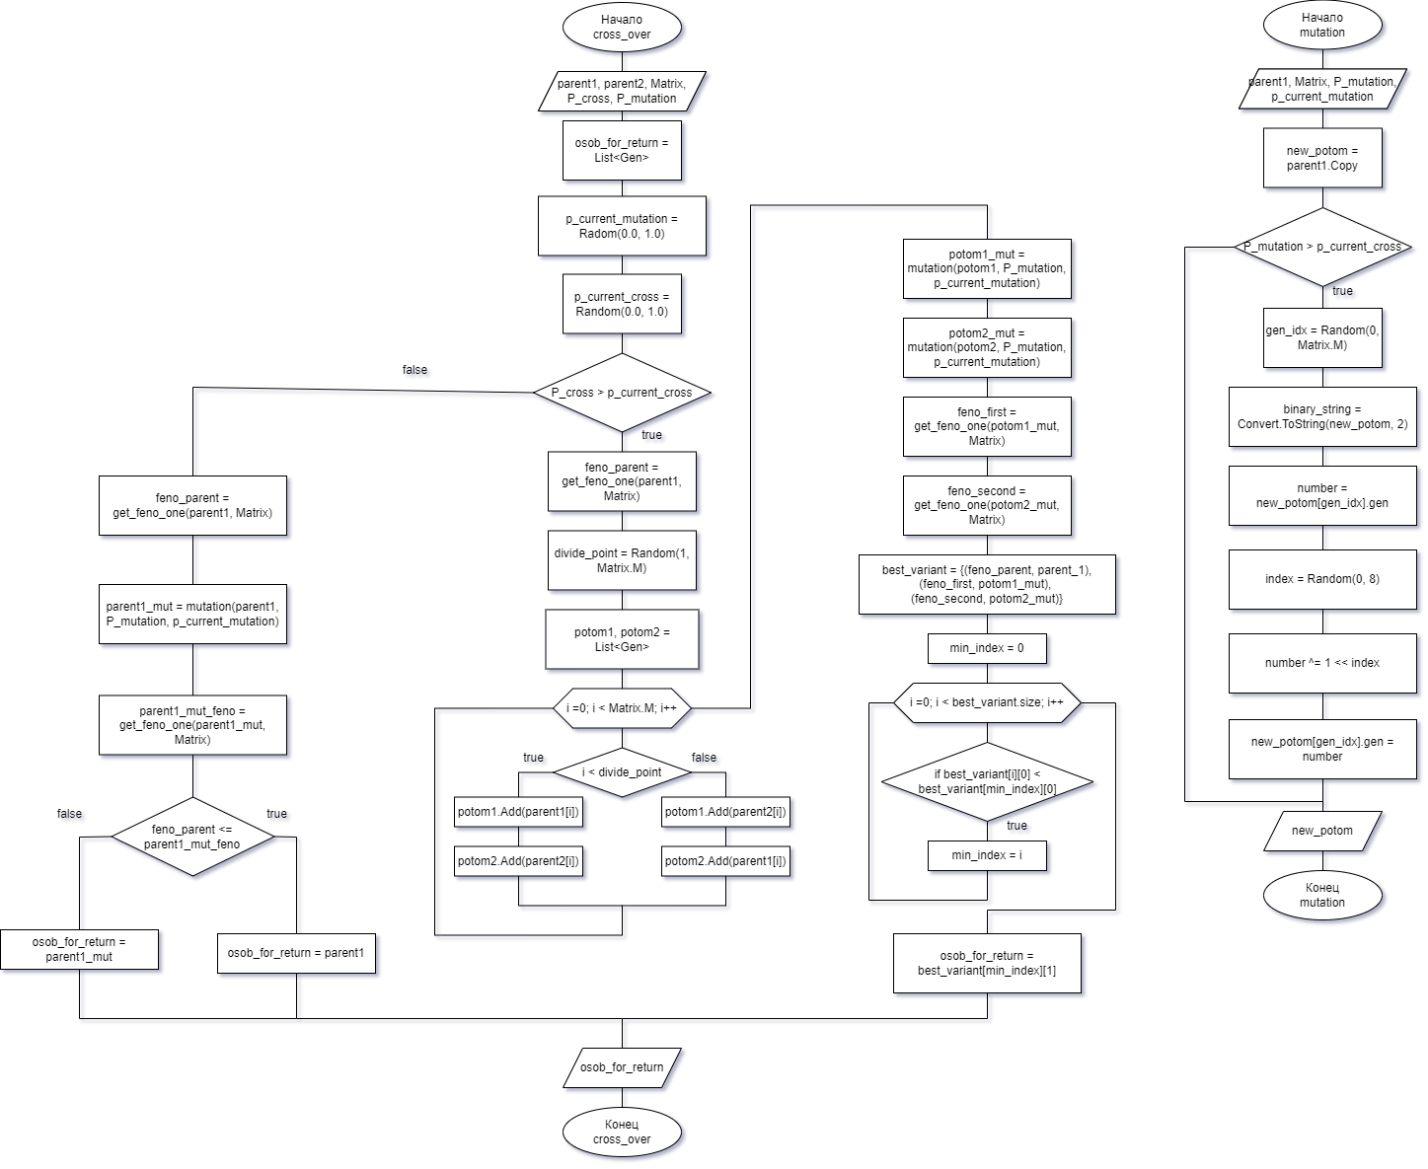 Начало
cross_over
parent1, parent2, Matrix,
P_cross, P_mutation
osob_for_return =
List<Gen>
p_current_mutation =
Radom(0.0, 1.0)
p_current_cross =
Random(0.0, 1.0)
P_cross > p_current_cross
false
true
feno_parent =
get_feno_one(parent1, Matrix)
parent1_mut = mutation(parent1,
P_mutation, p_current_mutation)
parent1_mut_feno =
get_feno_one(parent1_mut,
Matrix)
feno_parent <=
parent1_mut_feno
false
true
osob_for_return =
parent1_mut
osob_for_return = parent1
feno_parent =
get_feno_one(parent1,
Matrix)
divide_point = Random(1,
Matrix.M)
potom1, potom2 =
List<Gen>
i =0; i < Matrix.M; i++
i < divide_point
true
false
potom1.Add(parent1[i])
potom2.Add(parent2[i])
potom1.Add(parent2[i])
potom2.Add(parent1[i])
potom1_mut =
mutation(potom1, P_mutation,
p_current_mutation)
potom2_mut =
mutation(potom2, P_mutation,
p_current_mutation)
feno_first =
get_feno_one(potom1_mut,
Matrix)
feno_second =
get_feno_one(potom2_mut,
Matrix)
best_variant = {(feno_parent, parent_1),
(feno_first, potom1_mut),
(feno_second, potom2_mut)}
min_index = 0
i =0; i < best_variant.size; i++
if best_variant[i][0] <
best_variant[min_index][0]
true
min_index = i
osob_for_return =
best_variant[min_index][1]
osob_for_return
Конец
cross_over
Начало
mutation
parent1, Matrix, P_mutation,
p_current_mutation
new_potom =
parent1.Copy
P_mutation > p_current_cross
true
gen_idx = Random(0,
Matrix.M)
binary_string =
Convert.ToString(new_potom, 2)
number =
new_potom[gen_idx].gen
index = Random(0, 8)
number ^= 1 << index
new_potom[gen_idx].gen =
number
new_potom
Конец
mutation